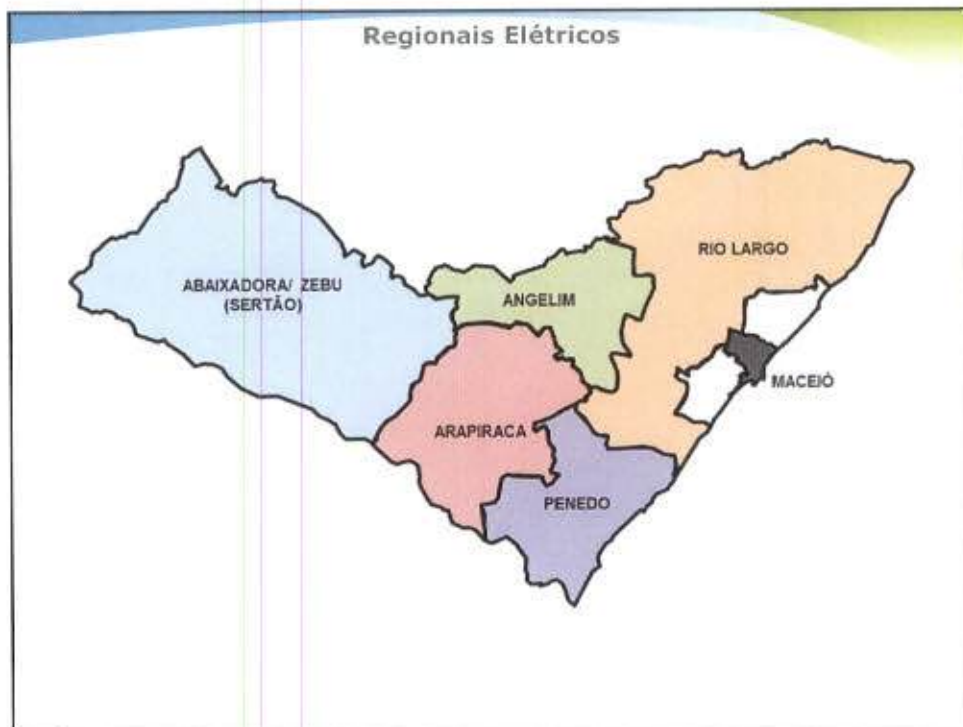 Regionais Elétricos
RIO LARGO
ABAIXADORA/ ZEBU
(SERTÃO)
ANGELIM
MACEIÓ
ARAPIRACA
PENEDO